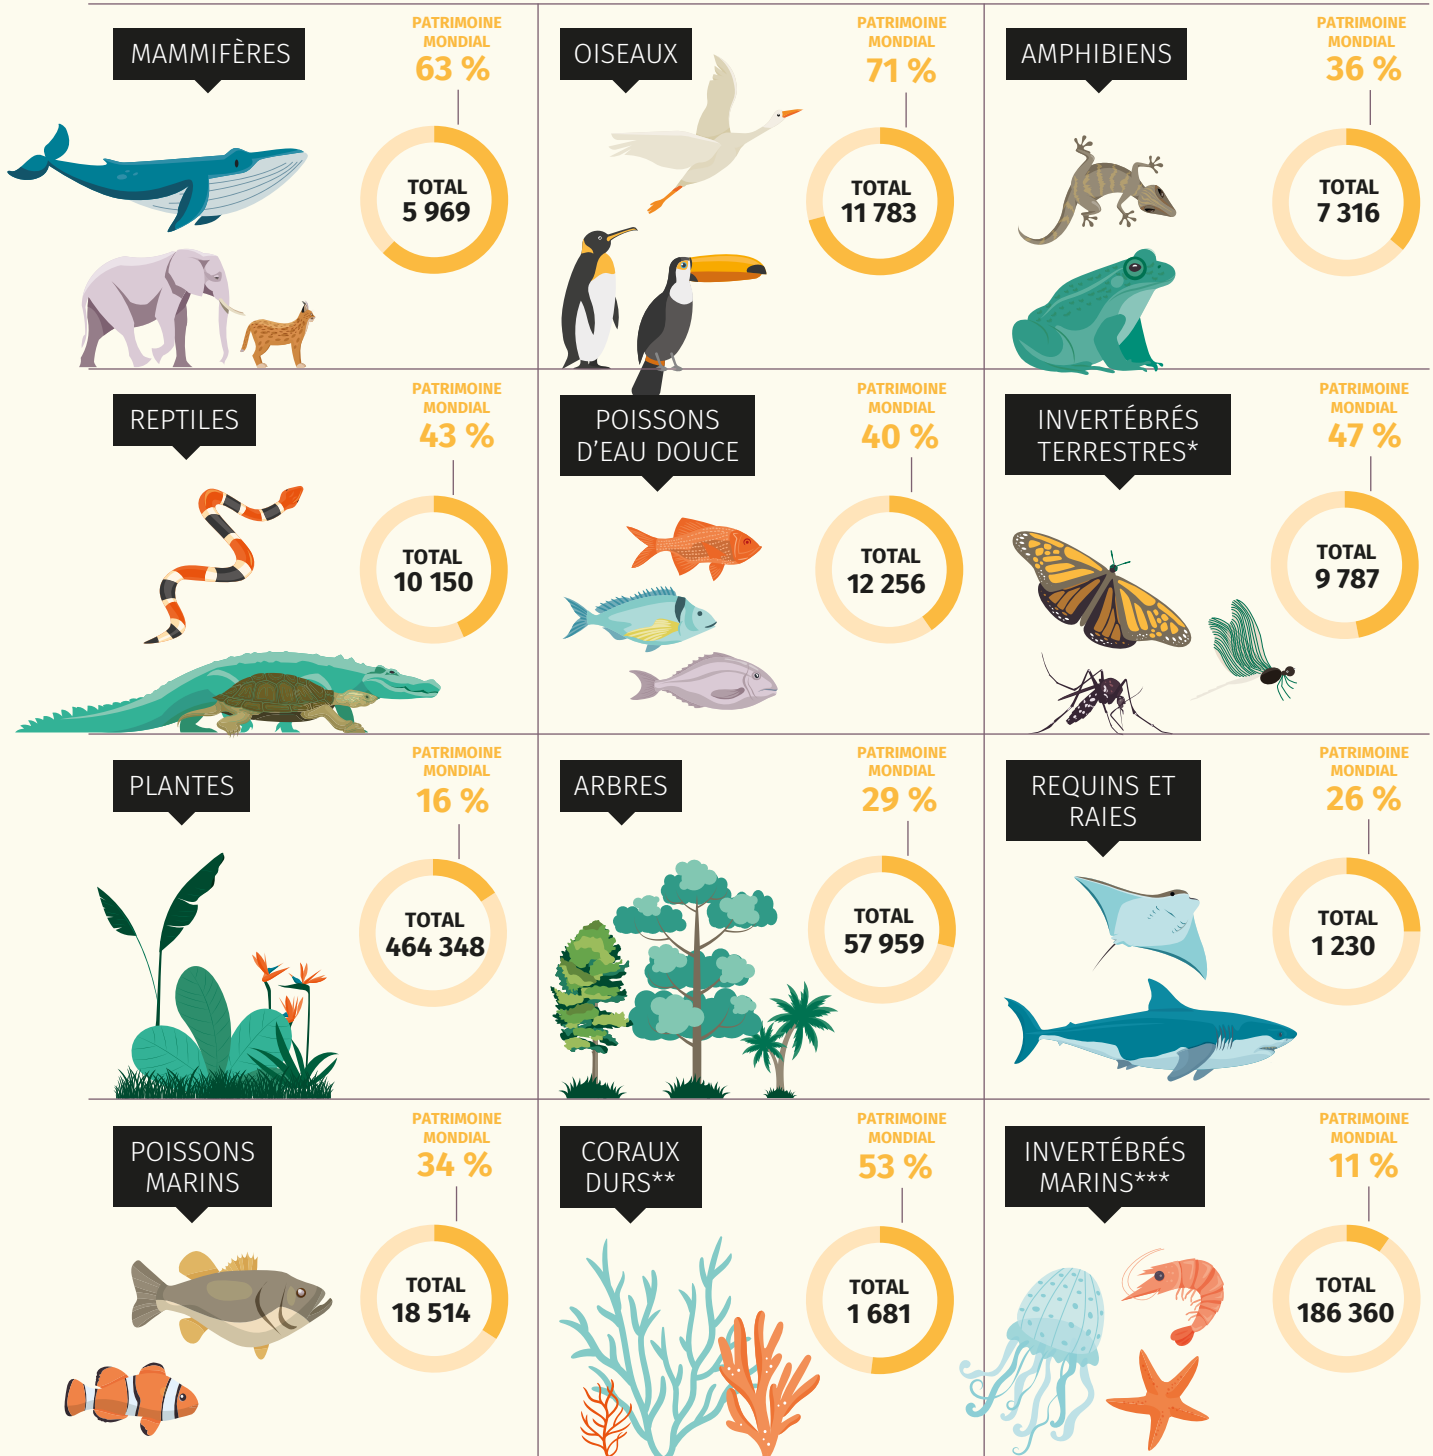 MAMMIFÈRES
PATRIMOINE
MONDIAL
63 %
TOTAL
5 969
OISEAUX
PATRIMOINE
MONDIAL
71 %
TOTAL
11 783
AMPHIBIENS
PATRIMOINE
MONDIAL
36 %
TOTAL
7 316
REPTILES
PATRIMOINE
MONDIAL
43 %
TOTAL
10 150
POISSONS
D’EAU DOUCE
PATRIMOINE
MONDIAL
40 %
TOTAL
12 256
INVERTÉBRÉS
TERRESTRES*
PATRIMOINE
MONDIAL
47 %
TOTAL
9 787
PLANTES
PATRIMOINE
MONDIAL
16 %
TOTAL
464 348
ARBRES
PATRIMOINE
MONDIAL
29 %
TOTAL
57 959
REQUINS ET
RAIES
PATRIMOINE
MONDIAL
26 %
TOTAL
1 230
POISSONS
MARINS
PATRIMOINE
MONDIAL
34 %
TOTAL
18 514
CORAUX
DURS**
PATRIMOINE
MONDIAL
53 %
TOTAL
1 681
INVERTÉBRÉS
MARINS***
PATRIMOINE
MONDIAL
11 %
TOTAL
186 360